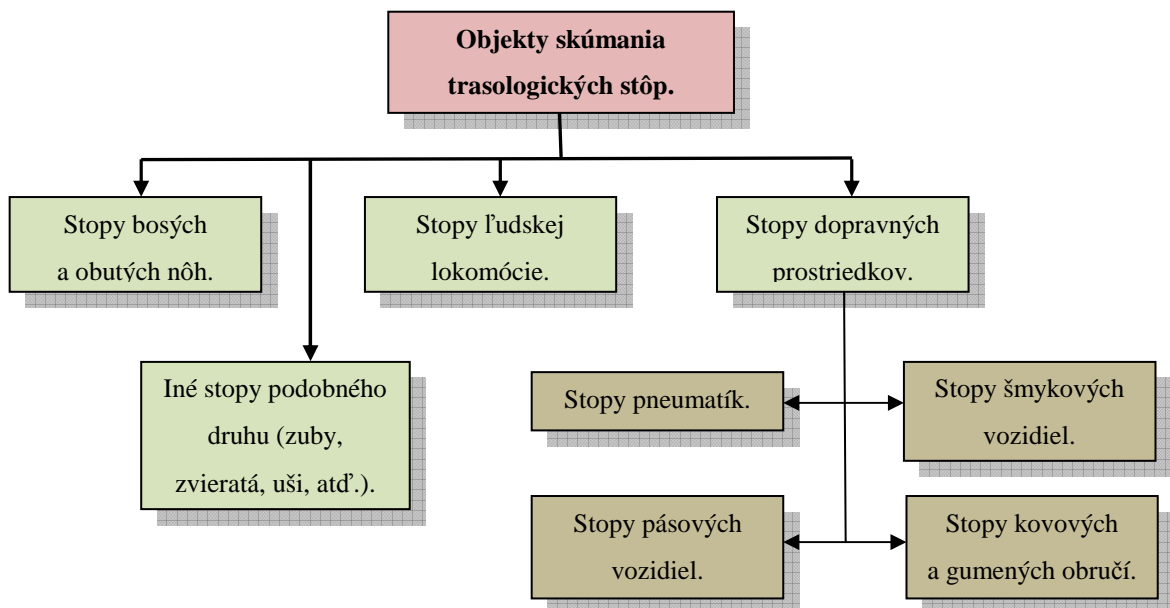 Objekty skúmania
trasologických stôp.
Stopy bosých
a obutých nôh.
Stopy ľudskej
lokomócie.
Stopy dopravných
prostriedkov.
Iné stopy podobného
druhu (zuby,
zvieratá, uši, atď.).
Stopy pneumatík.
Stopy šmykových
vozidiel.
Stopy pásových
vozidiel.
Stopy kovových
a gumených obručí.